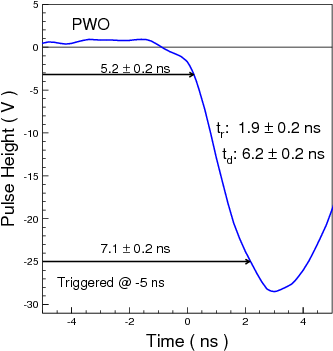 5
PWO
0
5.2 ± 0.2 ns
-5
t_r: 1.9 ± 0.2 ns
-10
t_d: 6.2 ± 0.2 ns
-15
-20
7.1 ± 0.2 ns
-25
Triggered @ -5 ns
-30
-4
-2
0
2
4
Time ( ns )
Pulse Height ( V )